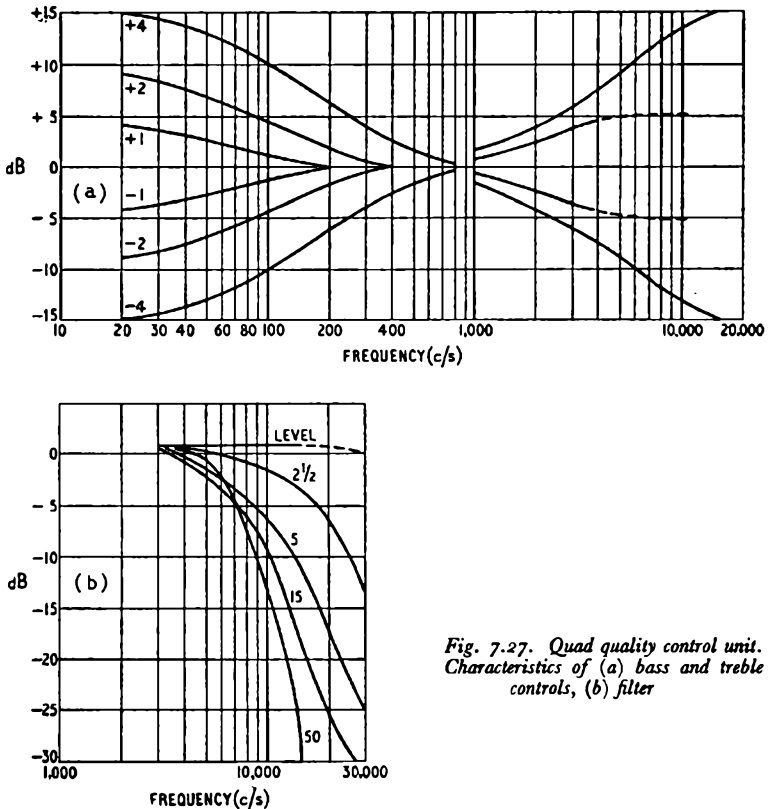 +15
+10
+5
0
-5
-10
-15
dB
(a)
+4
+2
+1
-1
-2
-4
10 20 30 40 60 80 100 200 400 1,000 10,000 20.000
FREQUENCY (c/s)
0
-5
-10
-15
-20
-25
-30
dB
(b)
LEVEL
2½
5
15
50
1,000 10,000 30,000
FREQUENCY (c/s)
Fig. 7.27. Quad quality control unit.
Characteristics of (a) bass and treble
controls, (b) filter